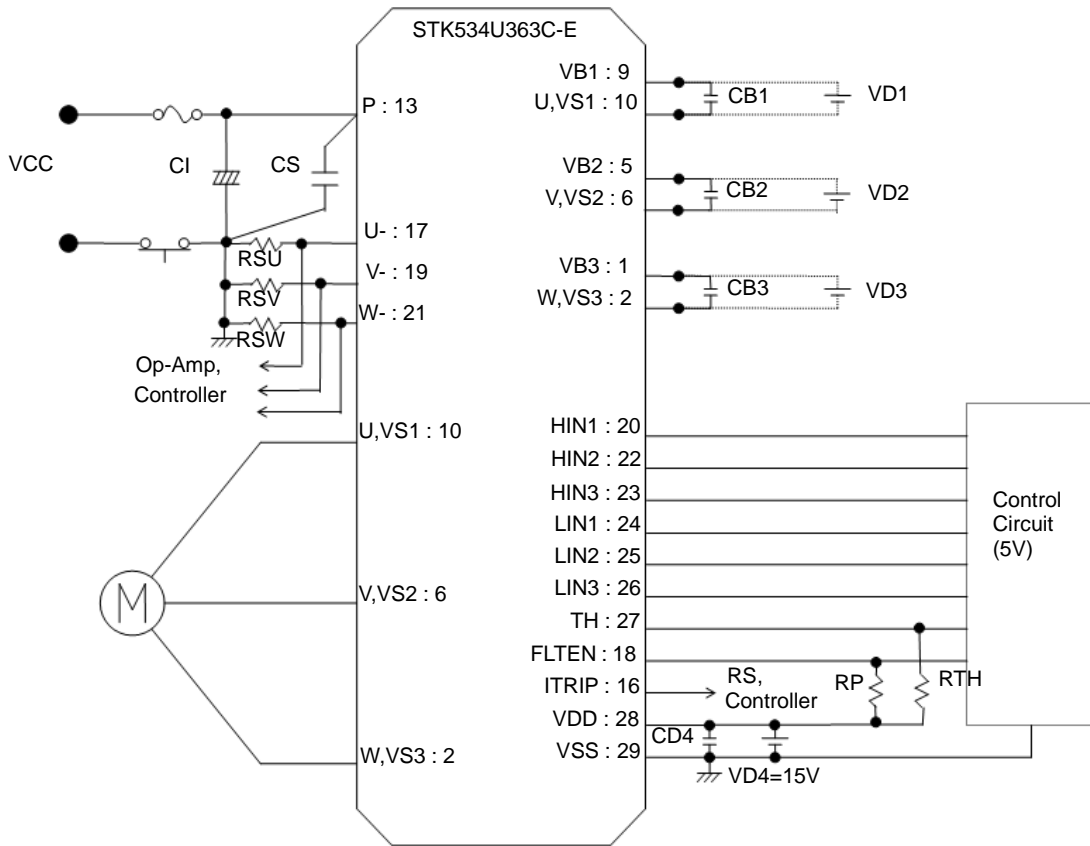 STK534U363C-E
VCC
CI
CS
P : 13
U- : 17
RSU
V- : 19
RSV
W- : 21
RSW
Op-Amp,
Controller
U,VS1 : 10
V,VS2 : 6
W,VS3 : 2
M
VB1 : 9
U,VS1 : 10
CB1
VD1
VB2 : 5
V,VS2 : 6
CB2
VD2
VB3 : 1
W,VS3 : 2
CB3
VD3
HIN1 : 20
HIN2 : 22
HIN3 : 23
LIN1 : 24
LIN2 : 25
LIN3 : 26
TH : 27
FLTEN : 18
ITRIP : 16
VDD : 28
VSS : 29
RS,
Controller
RP
RTH
CD4
VD4=15V
Control
Circuit
(5V)